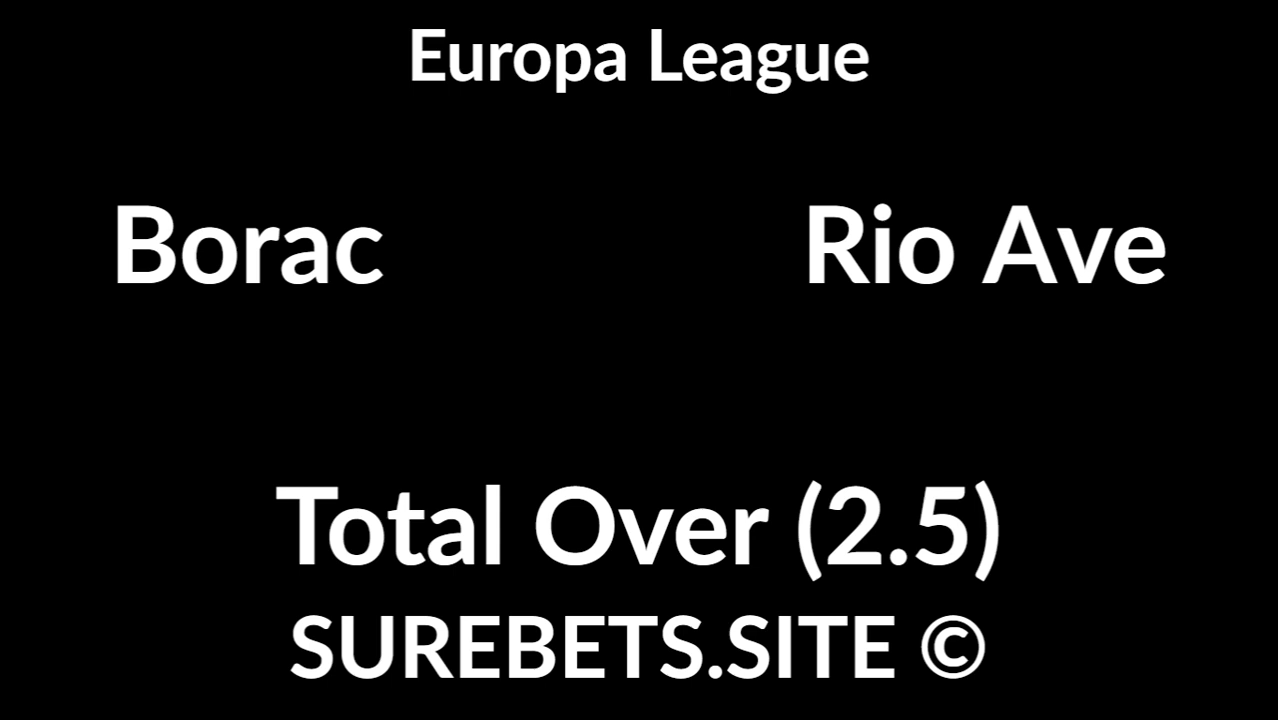 Europa League
Borac Rio Ave
Total Over (2.5)
SUREBETS.SITE ©